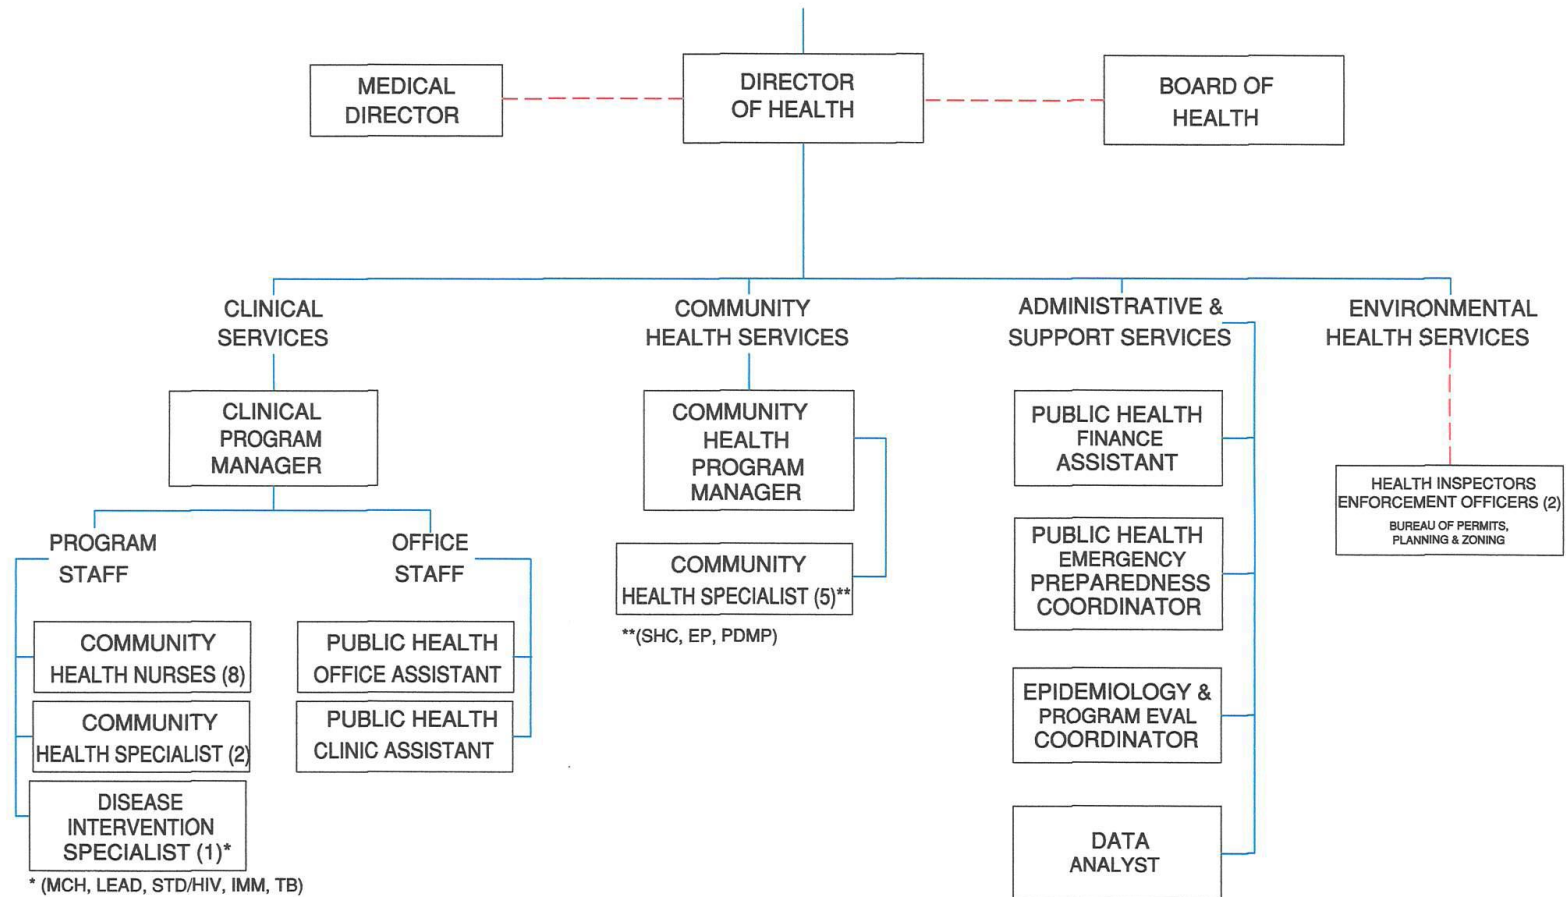 MEDICAL
DIRECTOR
DIRECTOR
OF HEALTH
BOARD OF
HEALTH
CLINICAL
SERVICES
COMMUNITY
HEALTH SERVICES
ADMINISTRATIVE &
SUPPORT SERVICES
ENVIRONMENTAL
HEALTH SERVICES
CLINICAL
PROGRAM
MANAGER
PROGRAM
STAFF
OFFICE
STAFF
COMMUNITY
HEALTH NURSES (8)
COMMUNITY
HEALTH SPECIALIST (2)
DISEASE
INTERVENTION
SPECIALIST (1)*
* (MCH, LEAD, STD/HIV, IMM, TB)
PUBLIC HEALTH
OFFICE ASSISTANT
PUBLIC HEALTH
CLINIC ASSISTANT
COMMUNITY
HEALTH
PROGRAM
MANAGER
COMMUNITY
HEALTH SPECIALIST (5)**
**(SHC, EP, PDMP)
PUBLIC HEALTH
FINANCE
ASSISTANT
PUBLIC HEALTH
EMERGENCY
PREPAREDNESS
COORDINATOR
EPIDEMIOLOGY &
PROGRAM EVAL
COORDINATOR
DATA
ANALYST
HEALTH INSPECTORS
ENFORCEMENT OFFICERS (2)
BUREAU OF PERMITS,
PLANNING & ZONING